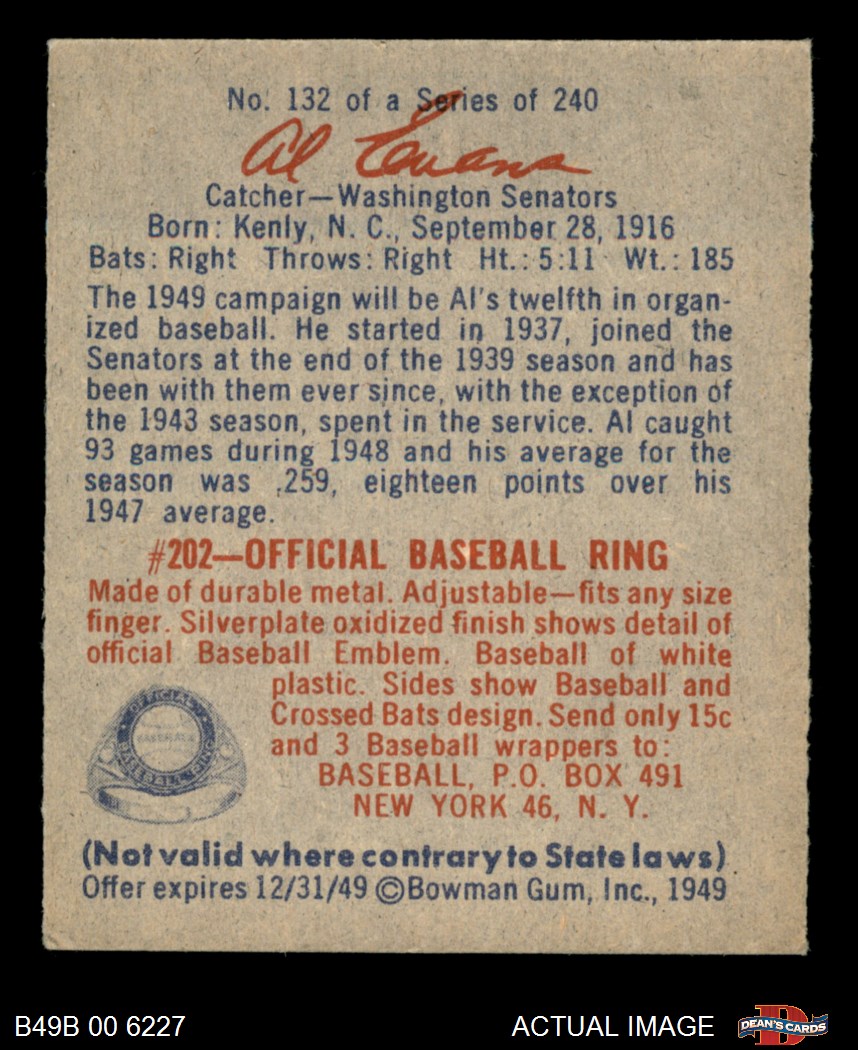 No. 132 of a Series of 240
Al Evans
Catcher—Washington Senators
Born: Kenly, N. C., September 28, 1916
Bats: Right Throws: Right Ht.: 5:11 Wt.: 185
The 1949 campaign will be Al's twelfth in organ-
ized baseball. He started in 1937, joined the
Senators at the end of the 1939 season and has
been with them ever since, with the exception of
the 1943 season, spent in the service. Al caught
93 games during 1948 and his average for the
season was .259, eighteen points over his
1947 average.
#202—OFFICIAL BASEBALL RING
Made of durable metal. Adjustable—fits any size
finger. Silverplate oxidized finish shows detail of
official Baseball Emblem. Baseball of white
plastic. Sides show Baseball and
Crossed Bats design. Send only 15c
and 3 Baseball wrappers to:
BASEBALL, P.O. BOX 491
NEW YORK 46, N. Y.
OFFICIAL
BASEBALL
BASEBALL RING
(Not valid where contrary to State laws)
Offer expires 12/31/49 ©Bowman Gum, Inc., 1949
B49B 00 6227
ACTUAL IMAGE
D
DEAN'S CARDS